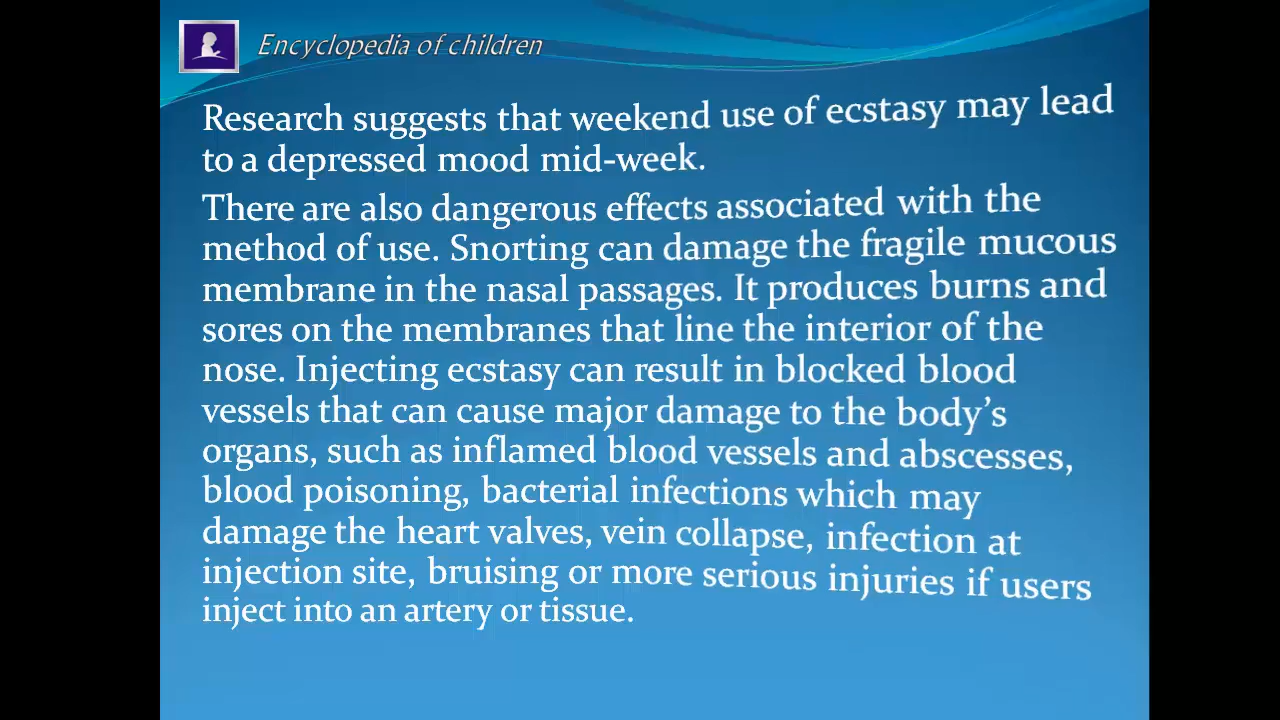 Encyclopedia of children
Research suggests that weekend use of ecstasy may lead
to a depressed mood mid-week.
There are also dangerous effects associated with the
method of use. Snorting can damage the fragile mucous
membrane in the nasal passages. It produces burns and
sores on the membranes that line the interior of the
nose. Injecting ecstasy can result in blocked blood
vessels that can cause major damage to the body’s
organs, such as inflamed blood vessels and abscesses,
blood poisoning, bacterial infections which may
damage the heart valves, vein collapse, infection at
injection site, bruising or more serious injuries if users
inject into an artery or tissue.